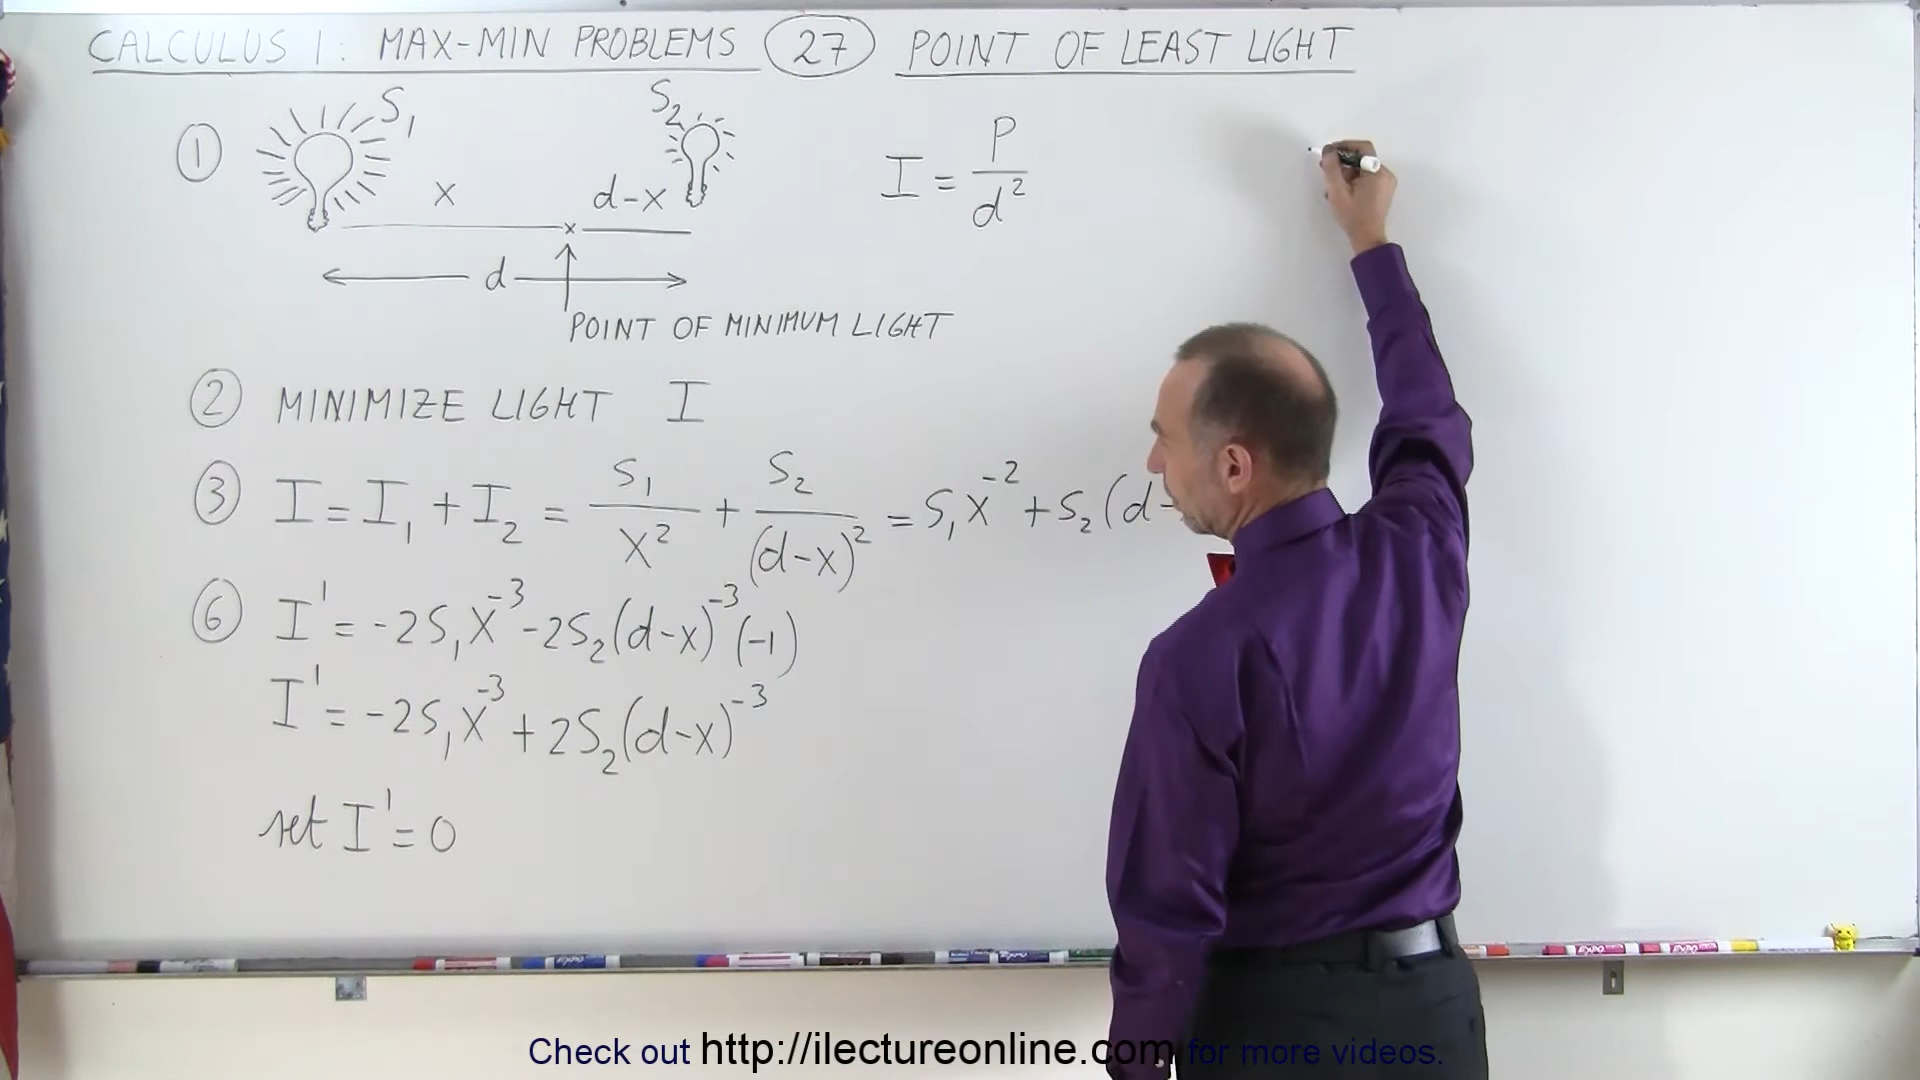 CALCULUS 1: MAX-MIN PROBLEMS 27 POINT OF LEAST LIGHT
① S₁ S₂
x d-x
I = P/d²
d
POINT OF MINIMUM LIGHT
② MINIMIZE LIGHT I
③ I = I₁ + I₂ = S₁/x² + S₂/(d-x)² = S₁x⁻² + S₂(d-
⑥ I' = -2S₁x⁻³ - 2S₂(d-x)⁻³(-1)
I' = -2S₁x⁻³ + 2S₂(d-x)⁻³
set I' = 0
Check out http://ilectureonline.com for more videos.